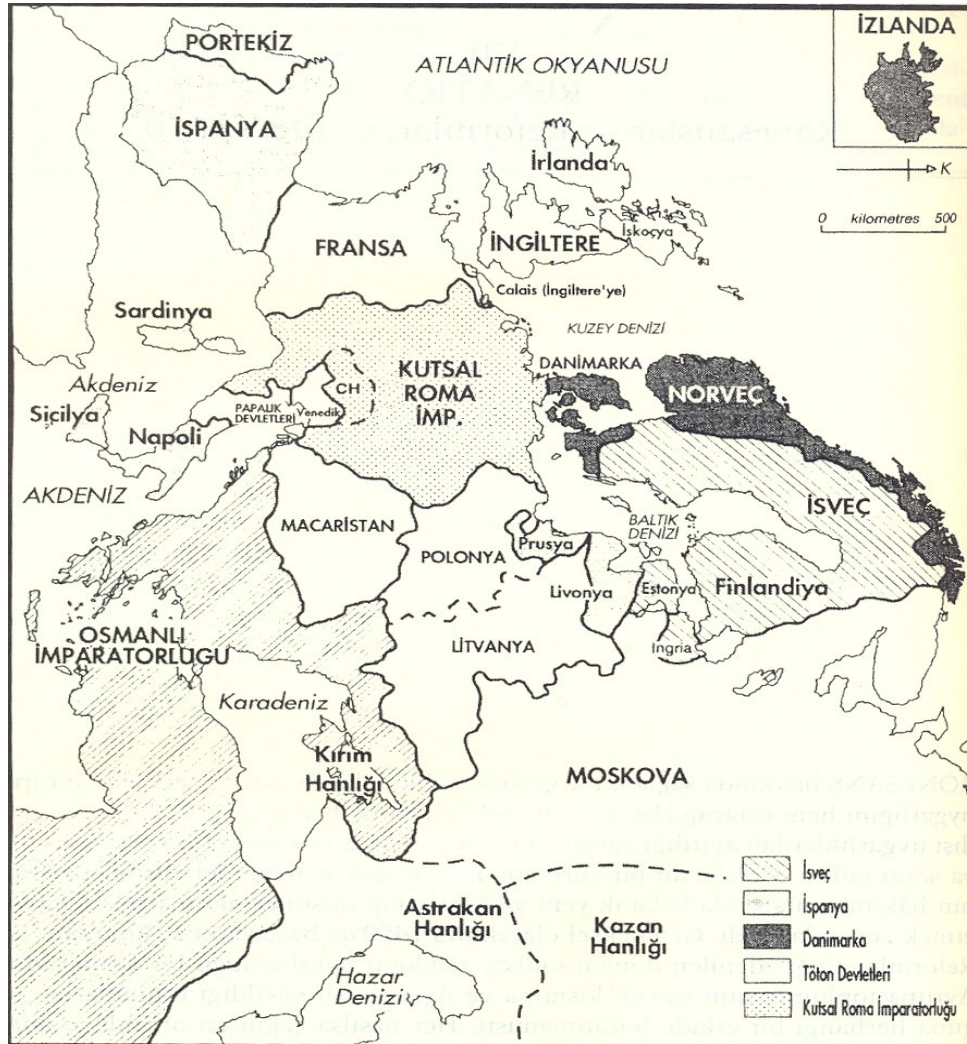 PORTEKİZ
ATLANTİK OKYANUSU
İZLANDA
İSPANYA
K
İrlanda
0 kilometres 500
FRANSA
İNGİLTERE
İskoçya
Calais (İngiltere'ye)
Sardinya
KUZEY DENİZİ
DANİMARKA
Akdeniz
KUTSAL
ROMA
İMP.
CH
NORVEÇ
Siçilya
PAPALIK
DEVLETLERİ
Venedik
Napoli
AKDENİZ
İSVEÇ
MACARİSTAN
BALTIK
DENİZİ
POLONYA
Prusya
Livonya
Estonya
Finlandiya
OSMANLI
İMPARATORLUGU
LİTVANYA
Ingria
Karadeniz
Kırım
Hanlığı
MOSKOVA
Astrakan
Hanlığı
Kazan
Hanlığı
Hazar
Denizi
İsveç
İspanya
Danimarka
Töton Devletleri
Kutsal Roma İmparatorluğu